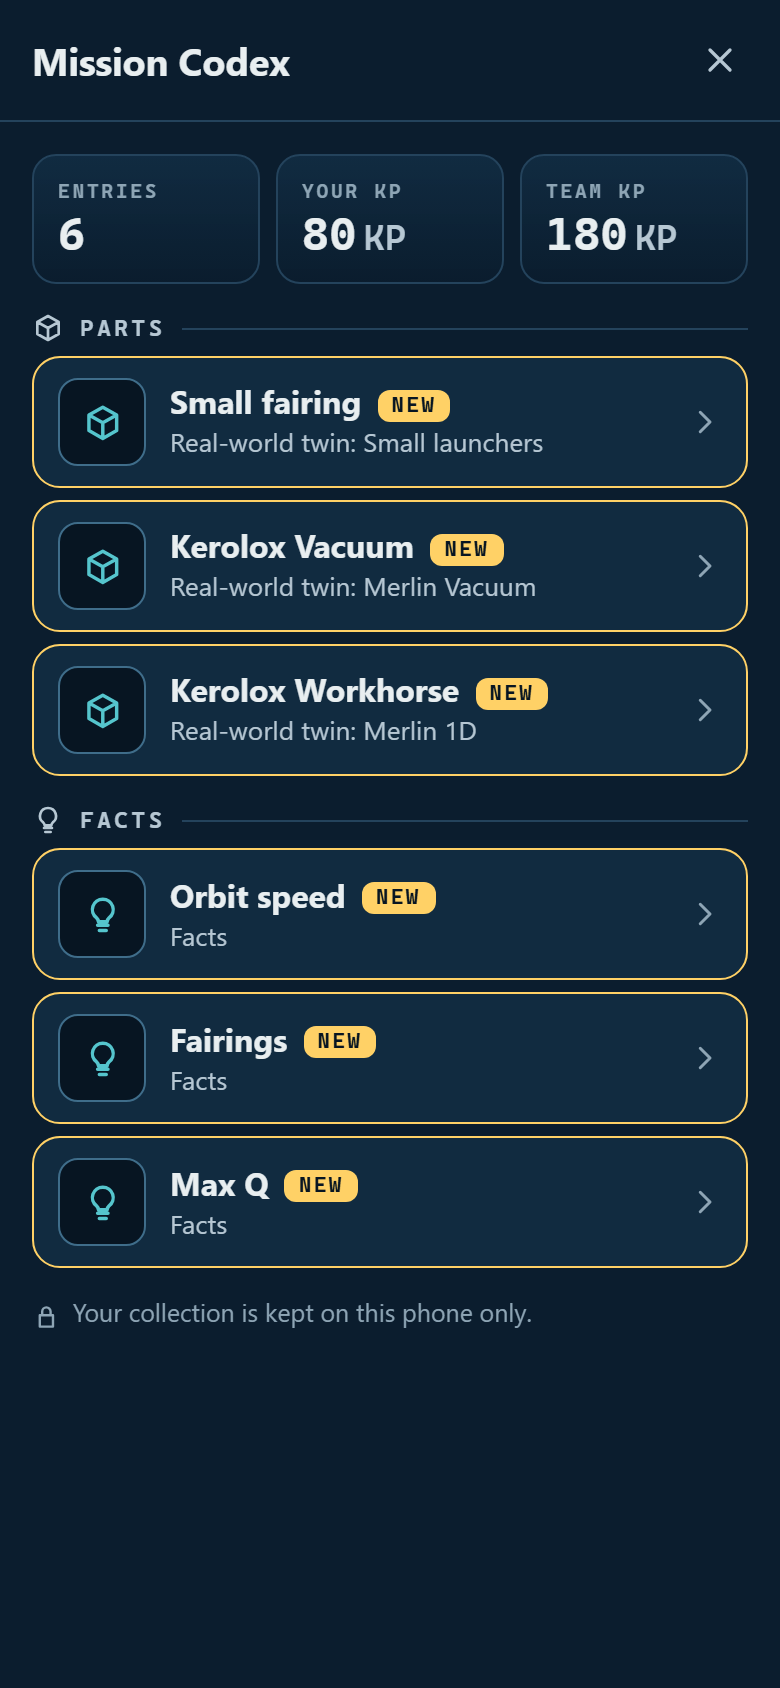 Mission Codex
ENTRIES
6
YOUR KP
80 KP
TEAM KP
180 KP
PARTS
Small fairing NEW
Real-world twin: Small launchers
Kerolox Vacuum NEW
Real-world twin: Merlin Vacuum
Kerolox Workhorse NEW
Real-world twin: Merlin 1D
FACTS
Orbit speed NEW
Facts
Fairings NEW
Facts
Max Q NEW
Facts
Your collection is kept on this phone only.